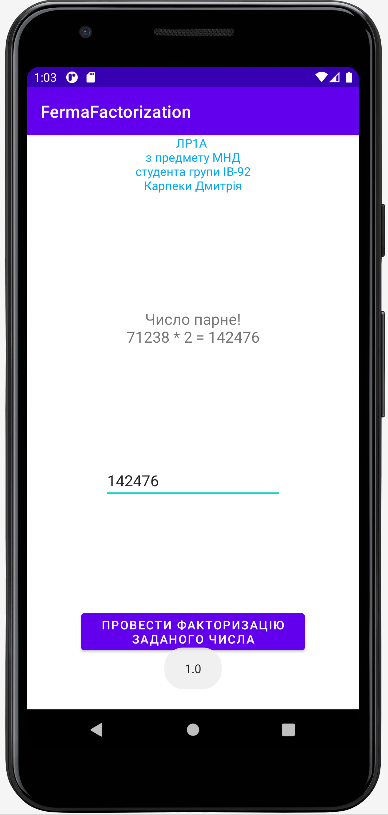 1:03
FermaFactorization
ЛР1А
з предмету МНД
студента групи ІВ-92
Карпеки Дмитрія
Число парне!
71238 * 2 = 142476
142476
ПРОВЕСТИ ФАКТОРИЗАЦІЮ
ЗАДАНОГО ЧИСЛА
1.0